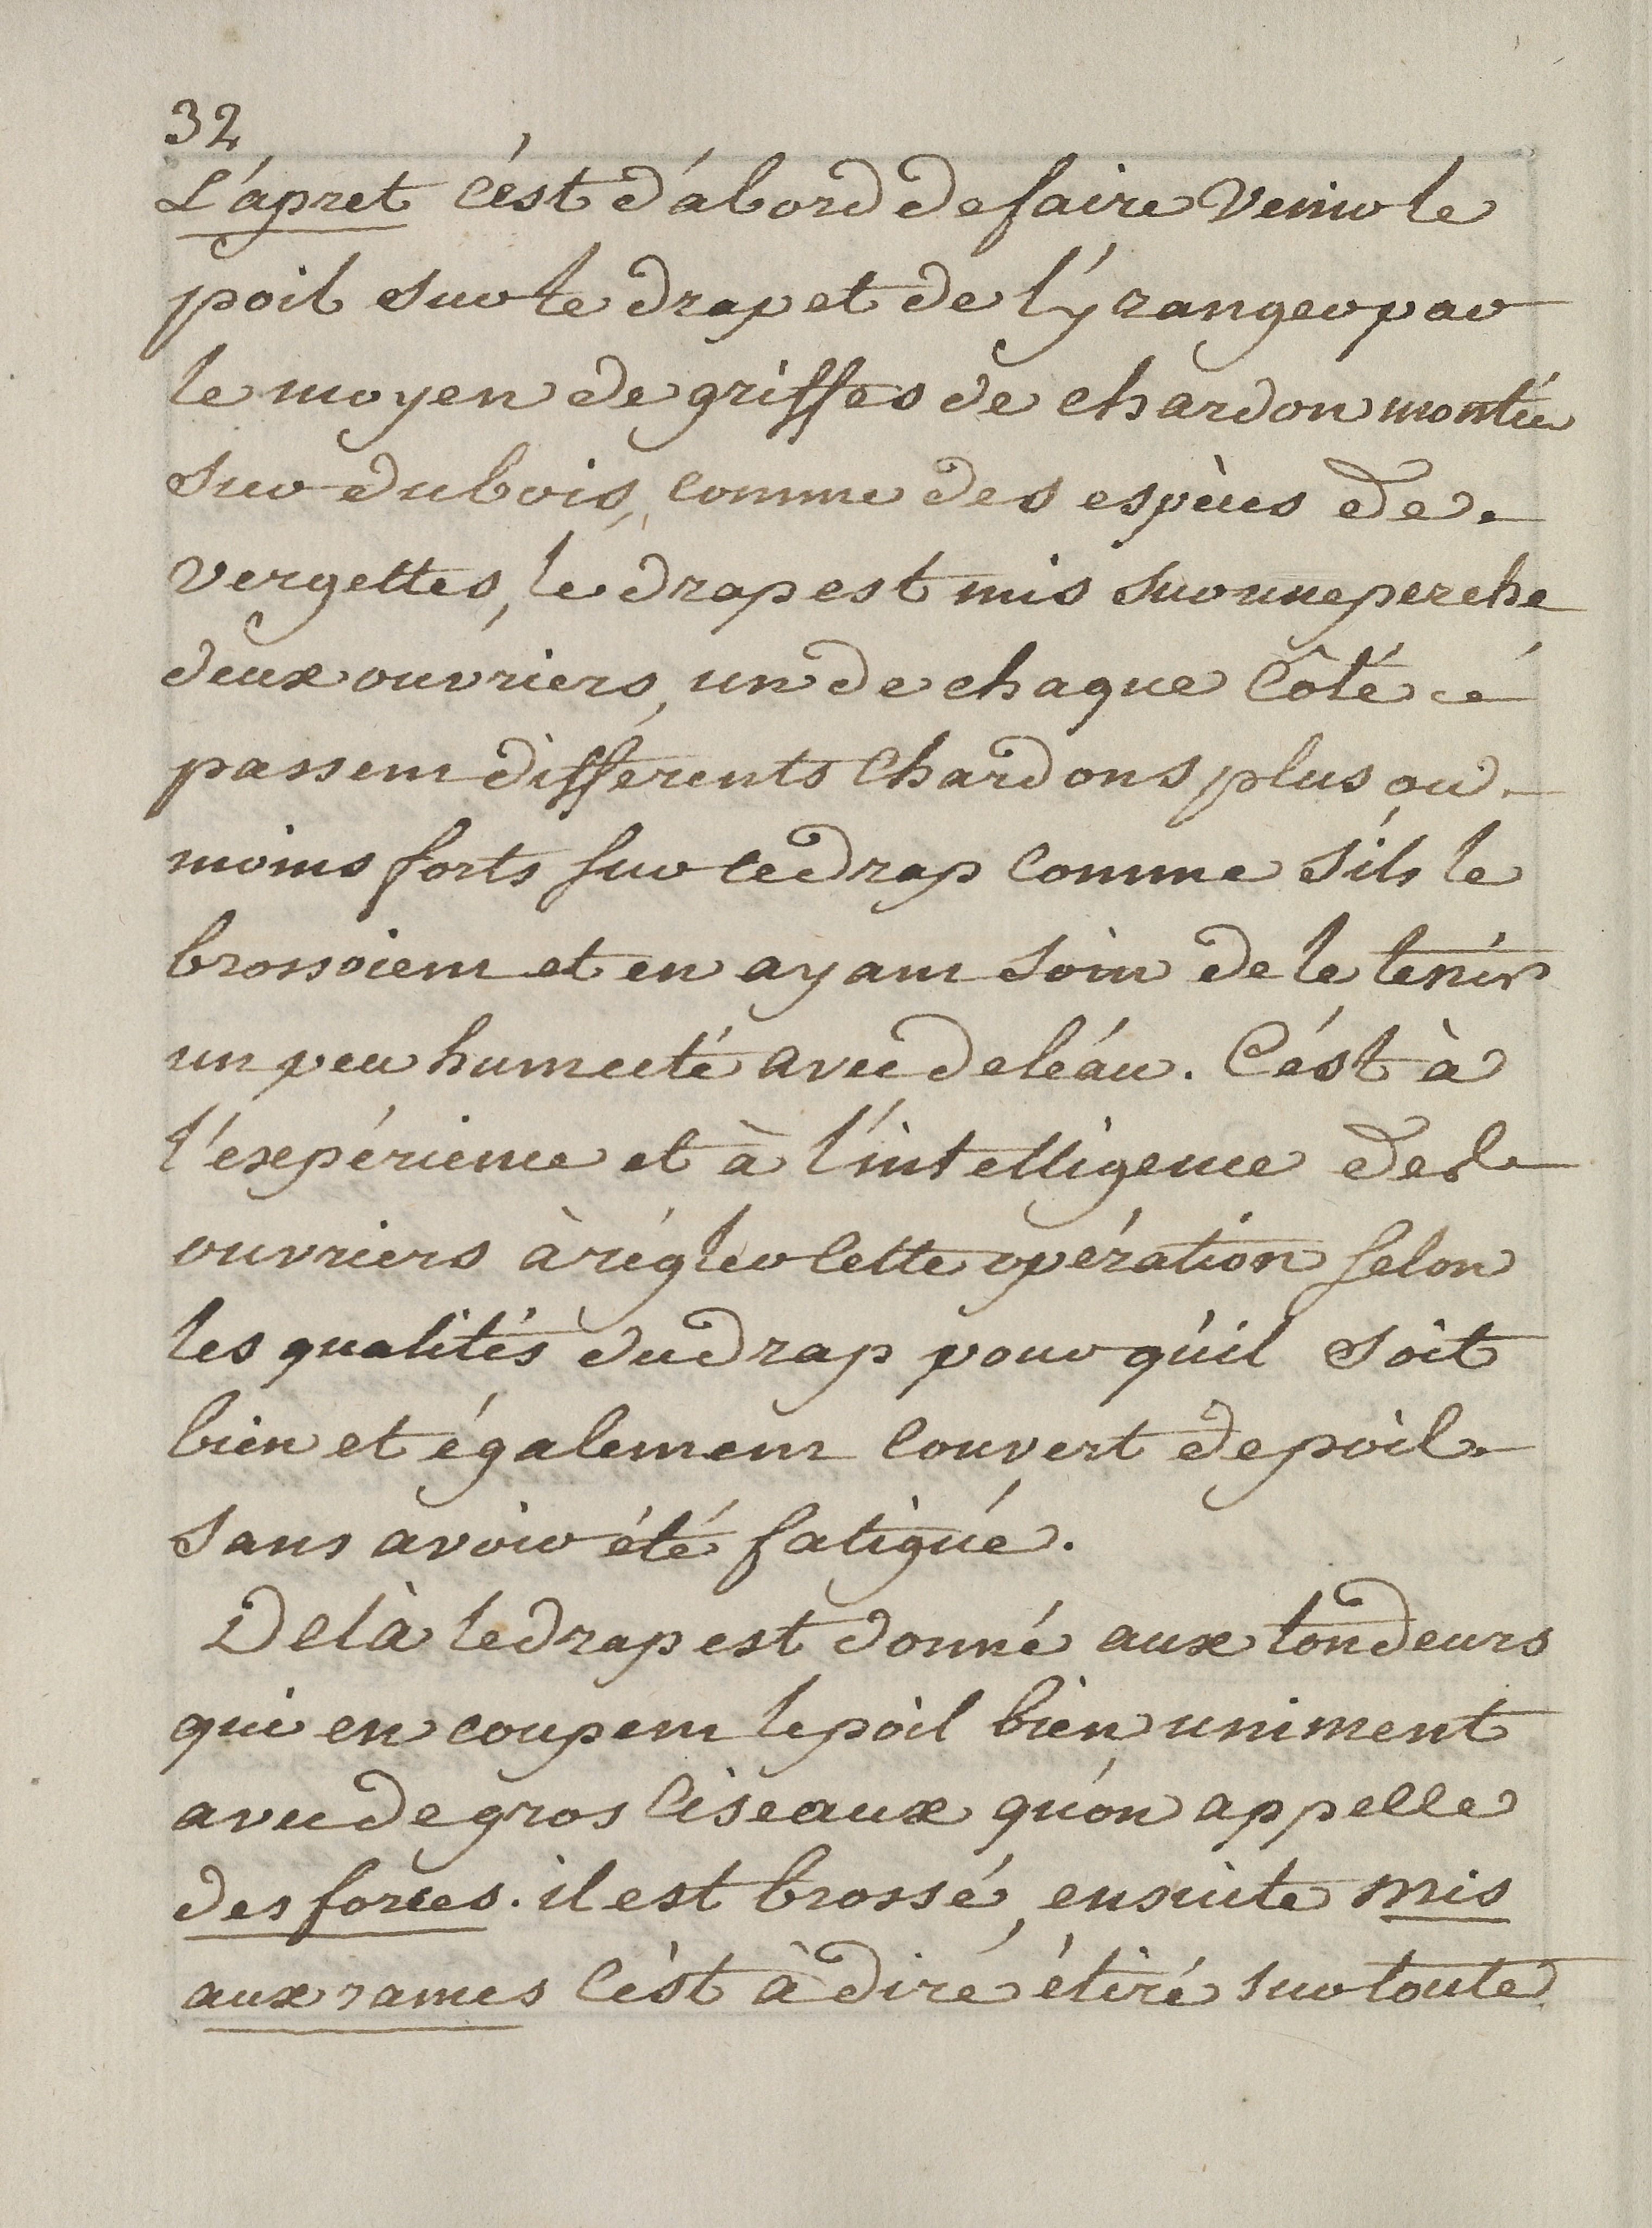 32
L'apret c'est d'abord de faire venir le
poil sur le drap et de l'y ranger par
le moyen de griffes de chardon montée
sur du bois, comme des espèces de
vergettes, le drap est mis sur une perche
deux ouvriers, un de chaque côté
passent différents chardons plus ou
moins forts sur le drap comme s'ils le
brossoient et en ayant soin de le tenir
un peu humecté avec de l'eau. C'est à
l'expérience et à l'intelligence des
ouvriers à régler cette opération selon
les qualités du drap pour qu'il soit
bien et également couvert de poil
sans avoir été fatigué.
De là le drap est donné aux tondeurs
qui en coupent le poil bien uniment
avec de gros ciseaux qu'on appelle
des forces. il est brossé, ensuite mis
aux rames c'est à dire étiré sur toute